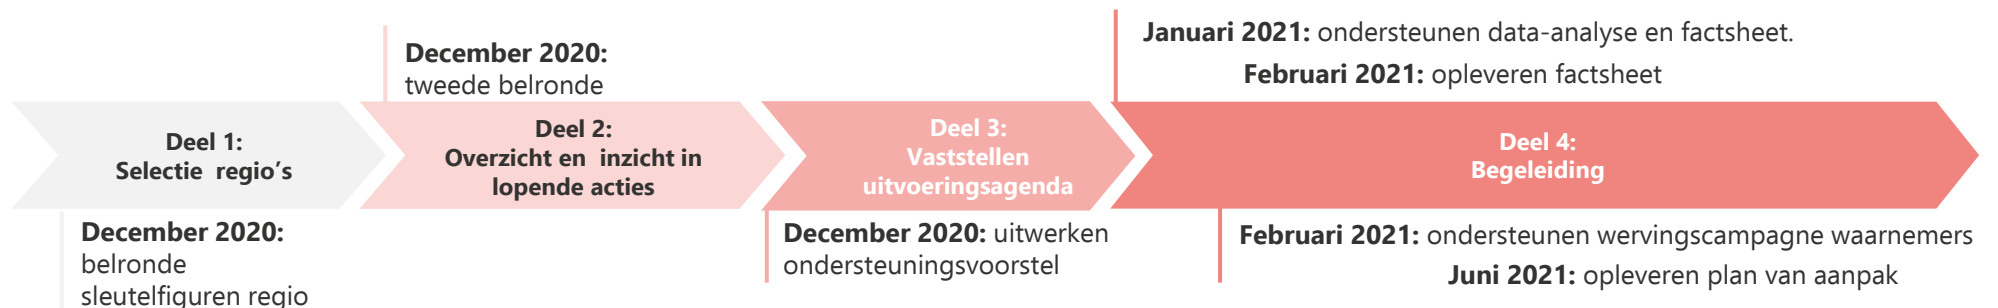 December 2020:
tweede belronde
Januari 2021: ondersteunen data-analyse en factsheet.
Februari 2021: opleveren factsheet
Deel 1:
Selectie regio's
Deel 2:
Overzicht en inzicht in
lopende acties
Deel 3:
Vaststellen
uitvoeringsagenda
Deel 4:
Begeleiding
December 2020:
belronde
sleutelfiguren regio
December 2020: uitwerken
ondersteuningsvoorstel
Februari 2021: ondersteunen wervingscampagne waarnemers
Juni 2021: opleveren plan van aanpak